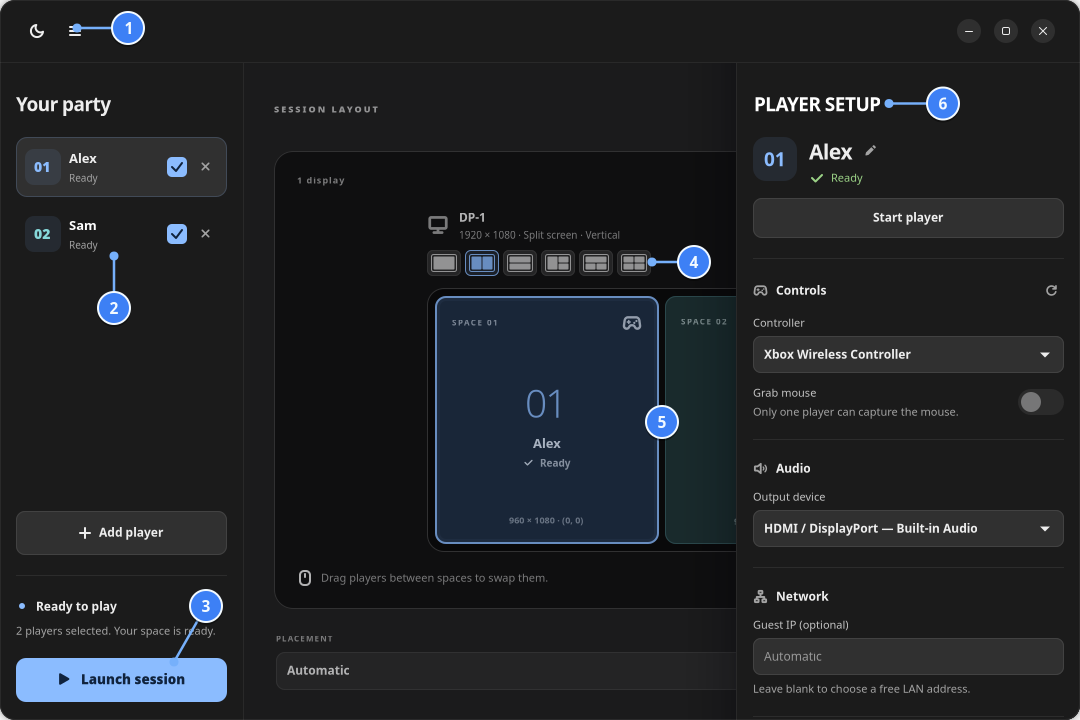 1
Your party
01
Alex
Ready
02
Sam
Ready
2
Add player
Ready to play
3
2 players selected. Your space is ready.
Launch session
SESSION LAYOUT
1 display
DP-1
1920 × 1080 · Split screen · Vertical
4
SPACE 01
01
Alex
Ready
960 × 1080 · (0, 0)
5
SPACE 02
Drag players between spaces to swap them.
PLACEMENT
Automatic
PLAYER SETUP
6
01
Alex
Ready
Start player
Controls
Controller
Xbox Wireless Controller
Grab mouse
Only one player can capture the mouse.
Audio
Output device
HDMI / DisplayPort — Built-in Audio
Network
Guest IP (optional)
Automatic
Leave blank to choose a free LAN address.